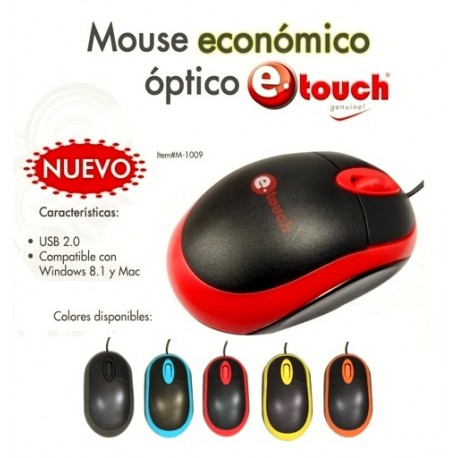 Mouse económico
óptico e·touch®
genuine!
Item#M-1009
NUEVO
e·touch
Características:
• USB 2.0
• Compatible con
Windows 8.1 y Mac
Colores disponibles: